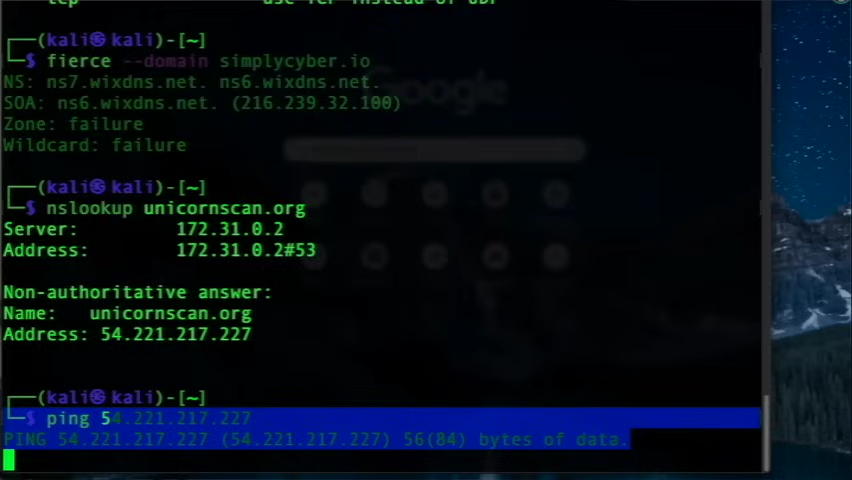 use TCP instead of UDP
┌──(kali㉿kali)-[~]
└─$ fierce --domain simplycyber.io
NS: ns7.wixdns.net. ns6.wixdns.net.
SOA: ns6.wixdns.net. (216.239.32.100)
Zone: failure
Wildcard: failure
┌──(kali㉿kali)-[~]
└─$ nslookup unicornscan.org
Server: 172.31.0.2
Address: 172.31.0.2#53
Non-authoritative answer:
Name: unicornscan.org
Address: 54.221.217.227
┌──(kali㉿kali)-[~]
└─$ ping 54.221.217.227
PING 54.221.217.227 (54.221.217.227) 56(84) bytes of data.
Google